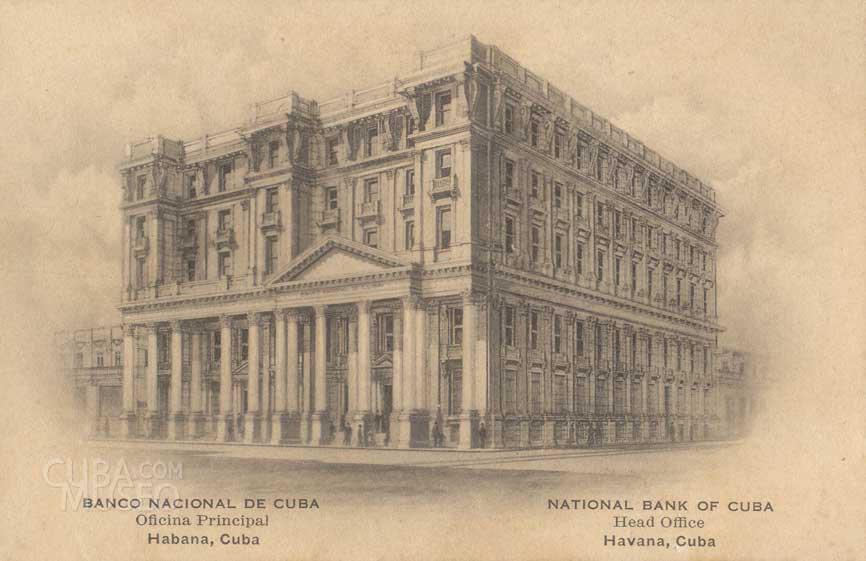 CUBA.COM
MUSEO
BANCO NACIONAL DE CUBA
Oficina Principal
Habana, Cuba
NATIONAL BANK OF CUBA
Head Office
Havana, Cuba